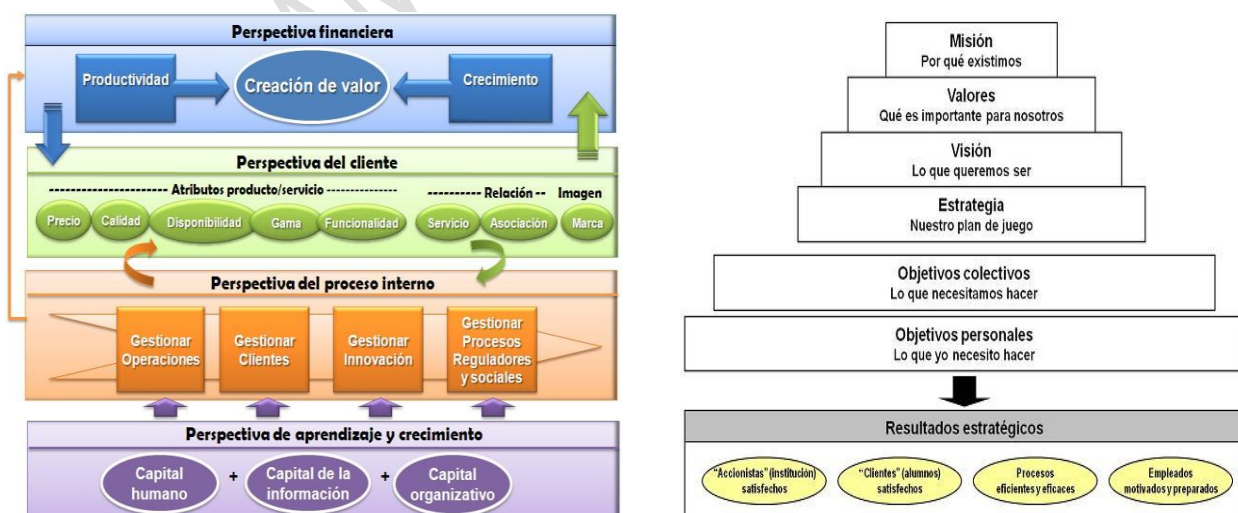 Perspectiva financiera
Productividad
Creación de valor
Crecimiento
Perspectiva del cliente
Atributos producto/servicio
Relación
Imagen
Precio
Calidad
Disponibilidad
Gama
Funcionalidad
Servicio
Asociación
Marca
Perspectiva del proceso interno
Gestionar
Operaciones
Gestionar
Clientes
Gestionar
Innovación
Gestionar
Procesos
Reguladores
y sociales
Perspectiva de aprendizaje y crecimiento
Capital
humano
+
Capital de la
información
+
Capital
organizativo
Misión
Por qué existimos
Valores
Qué es importante para nosotros
Visión
Lo que queremos ser
Estrategia
Nuestro plan de juego
Objetivos colectivos
Lo que necesitamos hacer
Objetivos personales
Lo que yo necesito hacer
Resultados estratégicos
"Accionistas" (institución)
satisfechos
"Clientes" (alumnos)
satisfechos
Procesos
eficientes y eficaces
Empleados
motivados y preparados